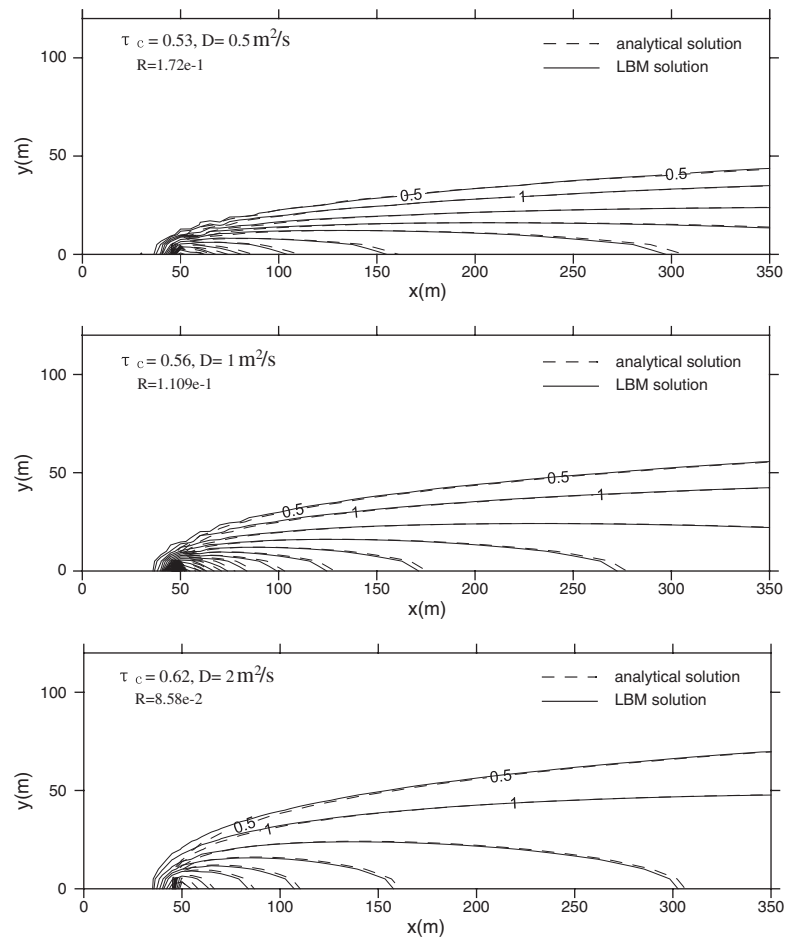 τ C = 0.53, D= 0.5 m²/s
R=1.72e-1
analytical solution
LBM solution
100
50
0
y(m)
0.5
0.5
1
0 50 100 150 200 250 300 350
x(m)
τ C = 0.56, D= 1 m²/s
R=1.109e-1
analytical solution
LBM solution
100
50
0
y(m)
0.5
0.5
1
1
0 50 100 150 200 250 300 350
x(m)
τ C = 0.62, D= 2 m²/s
R=8.58e-2
analytical solution
LBM solution
100
50
0
y(m)
0.5
0.5
1
1
0 50 100 150 200 250 300 350
x(m)